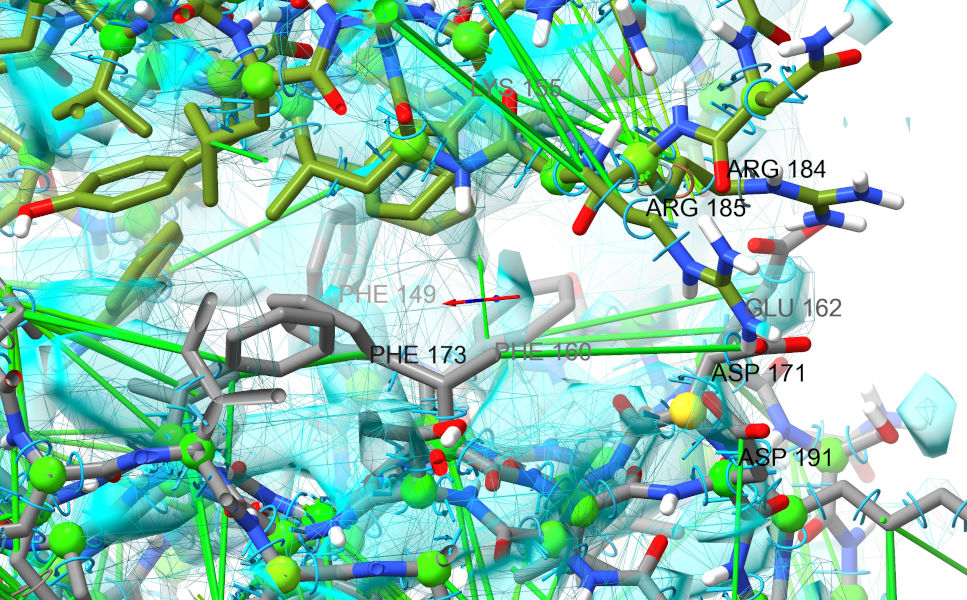 LYS 155
ARG 184
ARG 185
PHE 149
GLU 162
PHE 173
PHE 160
ASP 171
ASP 191